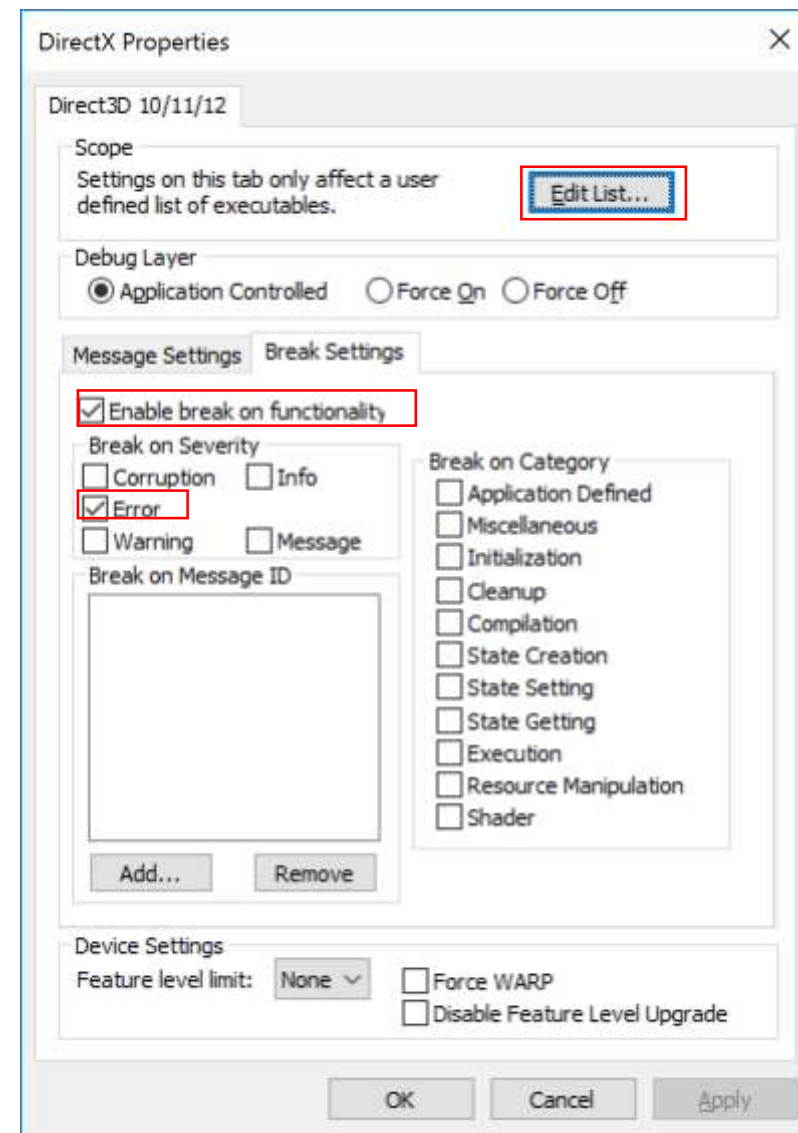 DirectX Properties
Direct3D 10/11/12
Scope
Settings on this tab only affect a user
defined list of executables.
Edit List...
Debug Layer
Application Controlled
Force On
Force Off
Message Settings
Break Settings
Enable break on functionality
Break on Severity
Corruption
Info
Error
Warning
Message
Break on Message ID
Add...
Remove
Break on Category
Application Defined
Miscellaneous
Initialization
Cleanup
Compilation
State Creation
State Setting
State Getting
Execution
Resource Manipulation
Shader
Device Settings
Feature level limit:
None
Force WARP
Disable Feature Level Upgrade
OK
Cancel
Apply